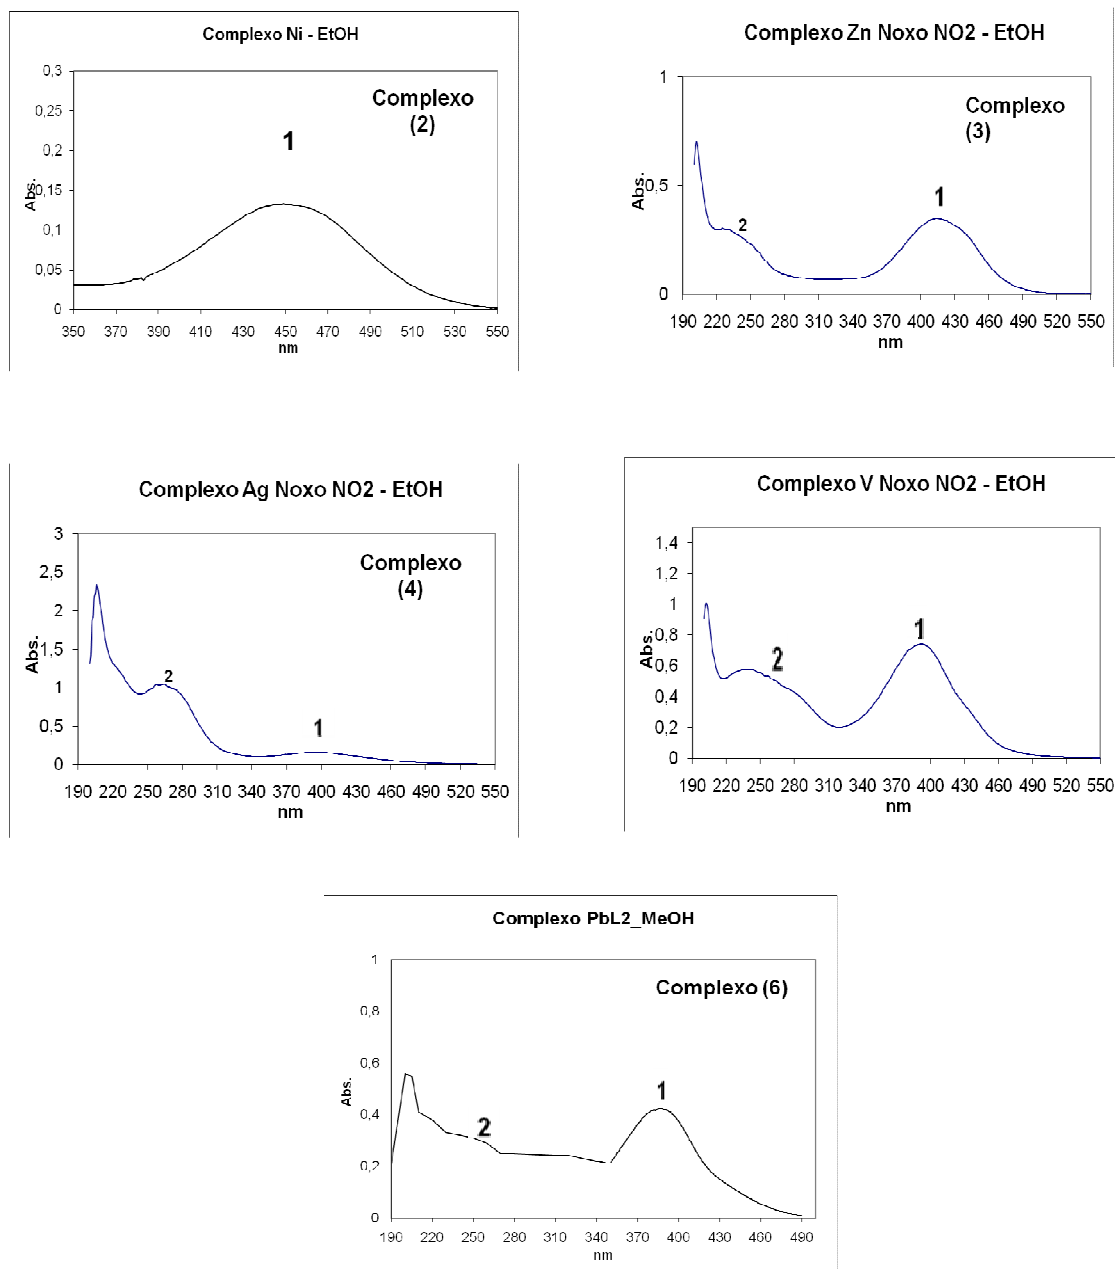 Complexo Ni - EtOH
0,3
0,25
0,2
0,15
0,1
0,05
0
Abs.
Complexo
(2)
1
350 370 390 410 430 450 470 490 510 530 550
nm
Complexo Zn Noxo NO2 - EtOH
1
0,5
0
Abs.
Complexo
(3)
1
2
190 220 250 280 310 340 370 400 430 460 490 520 550
nm
Complexo Ag Noxo NO2 - EtOH
3
2,5
2
1,5
1
0,5
0
Abs.
Complexo
(4)
2
1
190 220 250 280 310 340 370 400 430 460 490 520 550
nm
Complexo V Noxo NO2 - EtOH
1,4
1,2
1
0,8
0,6
0,4
0,2
0
Abs.
1
2
190 220 250 280 310 340 370 400 430 460 490 520 550
nm
Complexo PbL2_MeOH
1
0,8
0,6
0,4
0,2
0
Abs.
Complexo (6)
1
2
190 220 250 280 310 340 370 400 430 460 490
nm